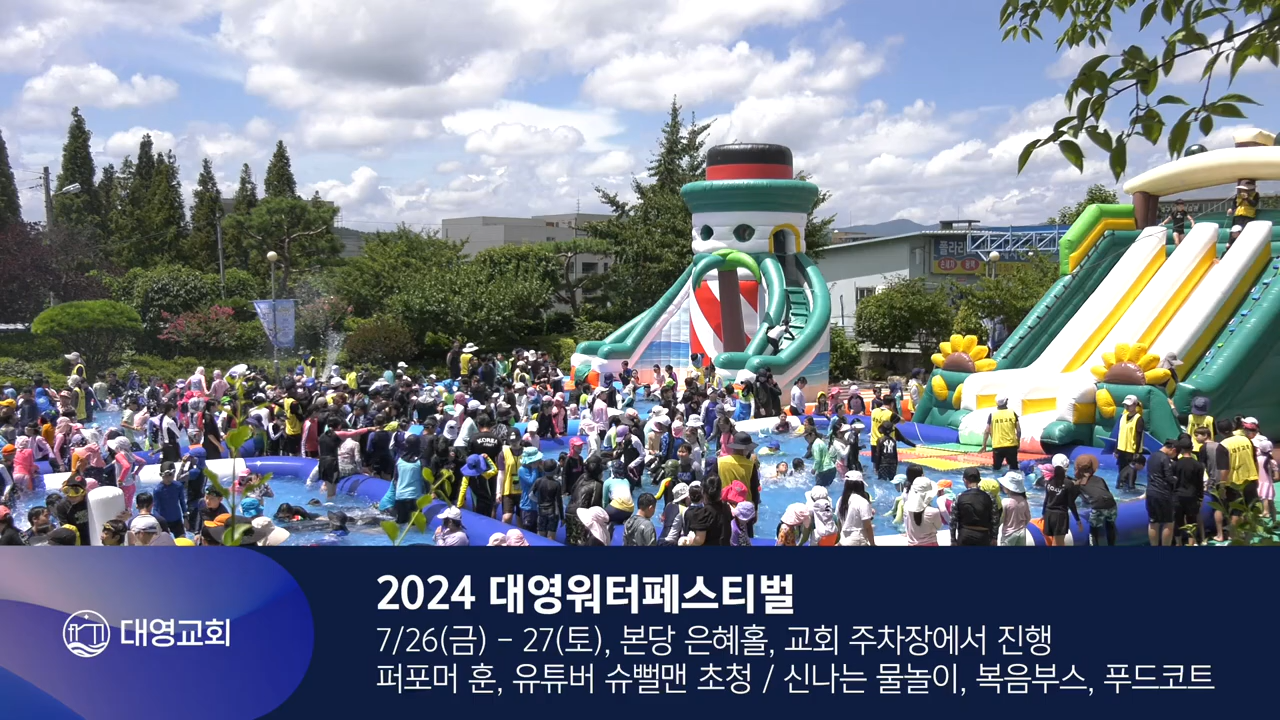 KOREA
대영교회
2024 대영워터페스티벌
7/26(금) - 27(토), 본당 은혜홀, 교회 주차장에서 진행
퍼포머 훈, 유튜버 슈뻘맨 초청 / 신나는 물놀이, 복음부스, 푸드코트